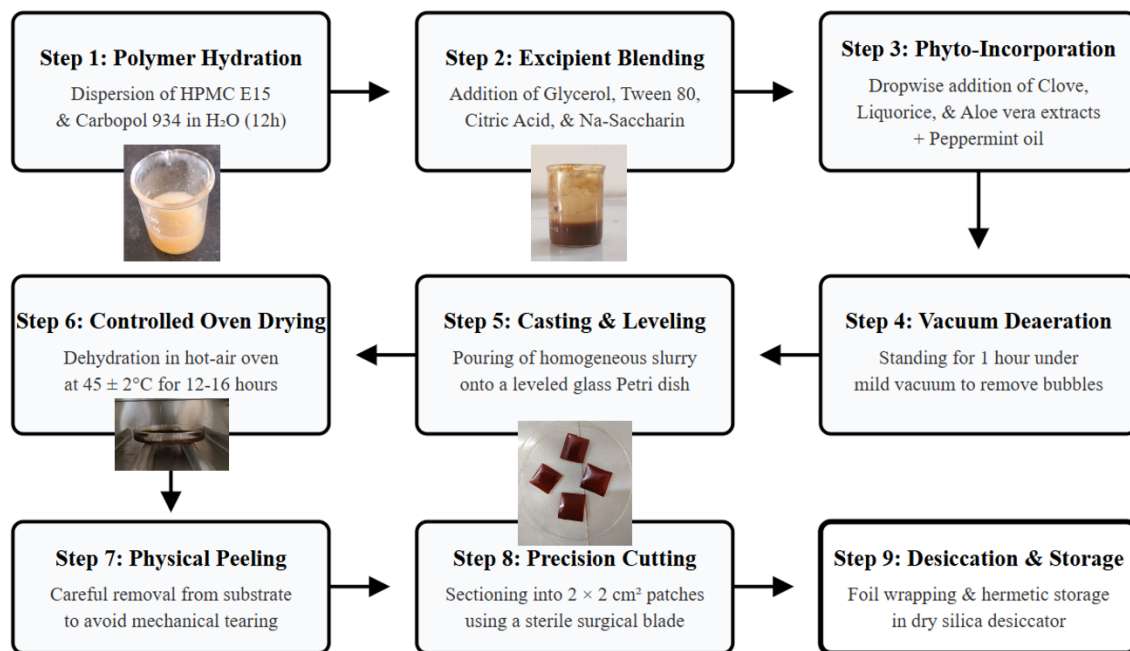 Step 1: Polymer Hydration
Dispersion of HPMC E15
& Carbopol 934 in H₂O (12h)
Step 2: Excipient Blending
Addition of Glycerol, Tween 80,
Citric Acid, & Na-Saccharin
Step 3: Phyto-Incorporation
Dropwise addition of Clove,
Liquorice, & Aloe vera extracts
+ Peppermint oil
Step 4: Vacuum Deaeration
Standing for 1 hour under
mild vacuum to remove bubbles
Step 5: Casting & Leveling
Pouring of homogeneous slurry
onto a leveled glass Petri dish
Step 6: Controlled Oven Drying
Dehydration in hot-air oven
at 45 ± 2°C for 12-16 hours
Step 7: Physical Peeling
Careful removal from substrate
to avoid mechanical tearing
Step 8: Precision Cutting
Sectioning into 2 × 2 cm² patches
using a sterile surgical blade
Step 9: Desiccation & Storage
Foil wrapping & hermetic storage
in dry silica desiccator